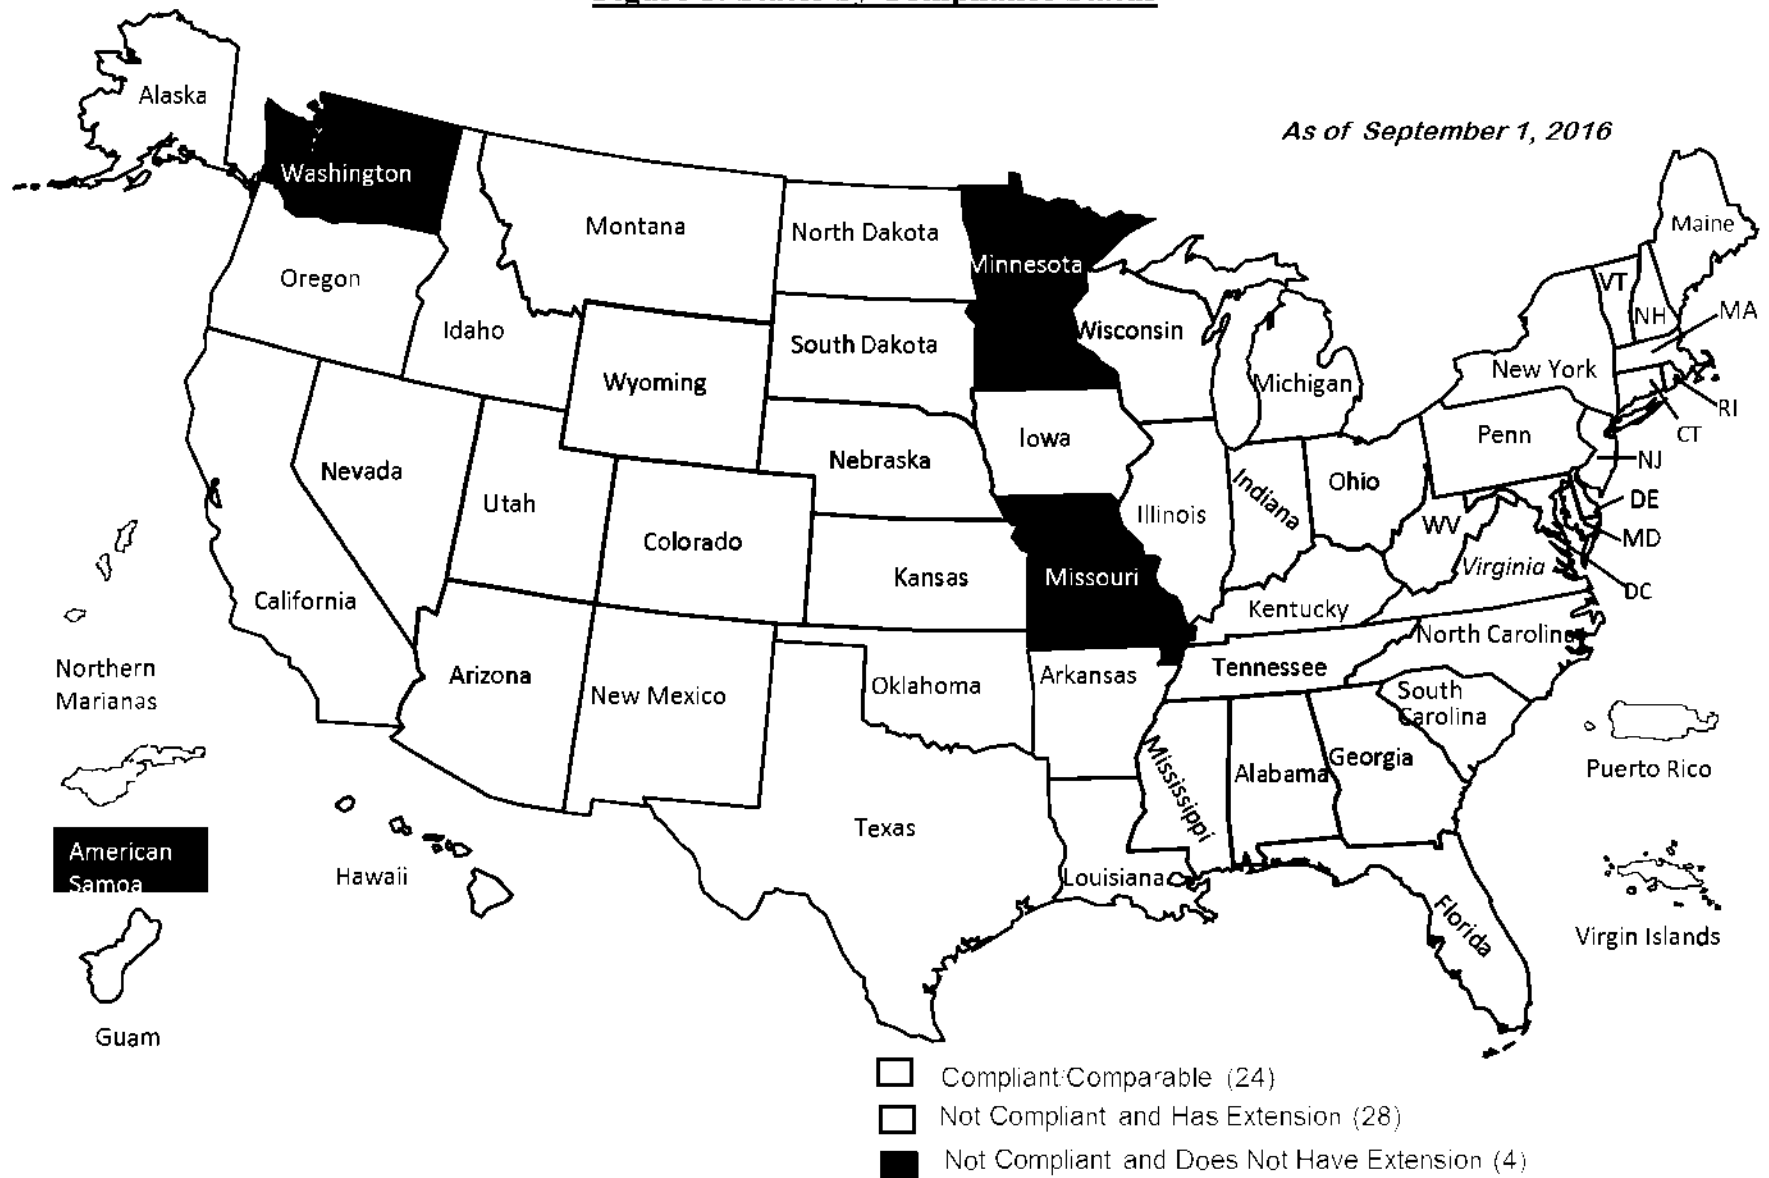 Alaska
As of September 1, 2016
Washington
Montana
North Dakota
Minnesota
Maine
Oregon
Idaho
VT
NH
MA
South Dakota
Wisconsin
Wyoming
Michigan
New York
RI
CT
Iowa
Penn
Nebraska
NJ
Nevada
Utah
Ohio
Indiana
Illinois
DE
WV
MD
Colorado
Kansas
Missouri
Virginia
DC
California
Kentucky
North Carolina
Northern
Marianas
Arizona
New Mexico
Oklahoma
Arkansas
Tennessee
South
Carolina
Mississippi
Alabama
Georgia
Puerto Rico
Texas
American
Samoa
Hawaii
Louisiana
Florida
Virgin Islands
Guam
Compliant/Comparable (24)
Not Compliant and Has Extension (28)
Not Compliant and Does Not Have Extension (4)